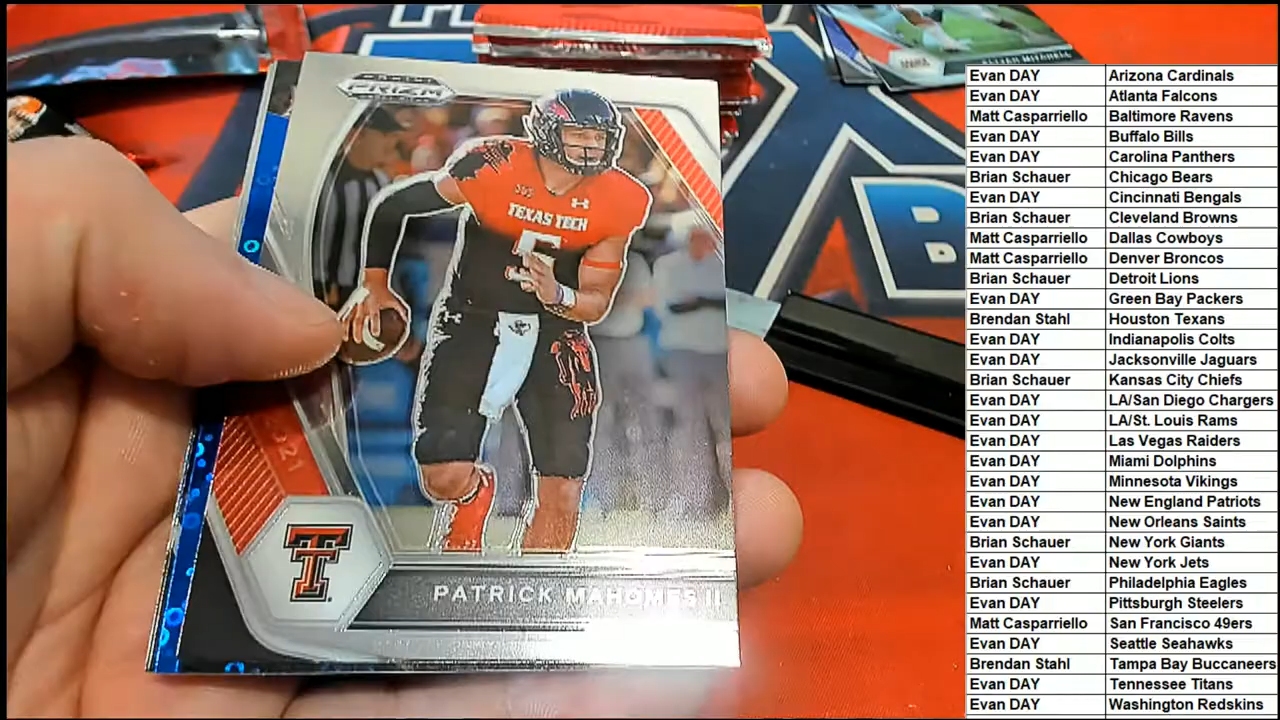 PRIZM
ELIJAH MITCHELL
TEXAS TECH
5
2021
T
PATRICK MAHOMES II
B
Evan DAY Arizona Cardinals
Evan DAY Atlanta Falcons
Matt Casparriello Baltimore Ravens
Evan DAY Buffalo Bills
Evan DAY Carolina Panthers
Brian Schauer Chicago Bears
Evan DAY Cincinnati Bengals
Brian Schauer Cleveland Browns
Matt Casparriello Dallas Cowboys
Matt Casparriello Denver Broncos
Brian Schauer Detroit Lions
Evan DAY Green Bay Packers
Brendan Stahl Houston Texans
Evan DAY Indianapolis Colts
Evan DAY Jacksonville Jaguars
Brian Schauer Kansas City Chiefs
Evan DAY LA/San Diego Chargers
Evan DAY LA/St. Louis Rams
Evan DAY Las Vegas Raiders
Evan DAY Miami Dolphins
Evan DAY Minnesota Vikings
Evan DAY New England Patriots
Evan DAY New Orleans Saints
Brian Schauer New York Giants
Evan DAY New York Jets
Brian Schauer Philadelphia Eagles
Evan DAY Pittsburgh Steelers
Matt Casparriello San Francisco 49ers
Evan DAY Seattle Seahawks
Brendan Stahl Tampa Bay Buccaneers
Evan DAY Tennessee Titans
Evan DAY Washington Redskins